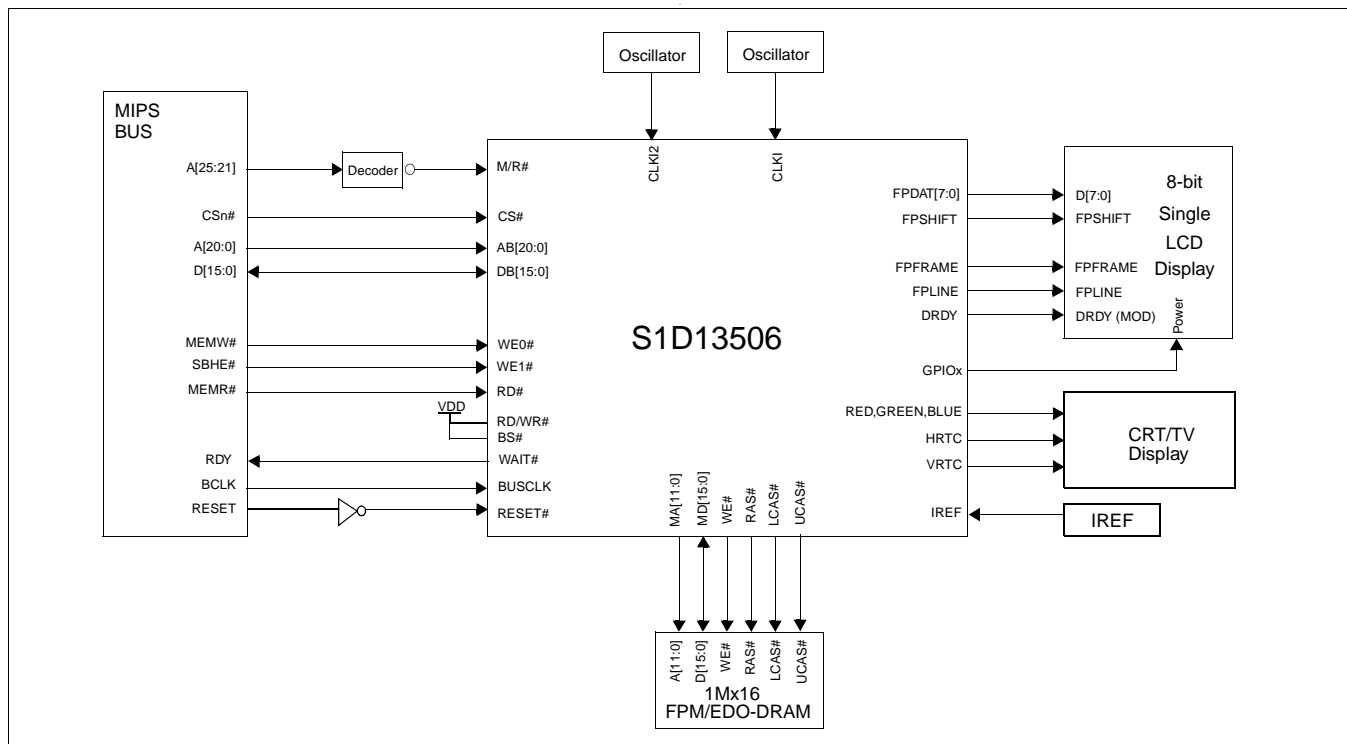 Oscillator
Oscillator
MIPS
BUS
A[25:21]
CSn#
A[20:0]
D[15:0]
MEMW#
SBHE#
MEMR#
RDY
BCLK
RESET
Decoder
VDD
CLKI2
CLKI
M/R#
CS#
AB[20:0]
DB[15:0]
WE0#
WE1#
RD#
RD/WR#
BS#
WAIT#
BUSCLK
RESET#
S1D13506
FPDAT[7:0]
FPSHIFT
FPFRAME
FPLINE
DRDY
GPIOx
RED,GREEN,BLUE
HRTC
VRTC
IREF
MA[11:0]
MD[15:0]
WE#
RAS#
LCAS#
UCAS#
D[7:0]
FPSHIFT
FPFRAME
FPLINE
DRDY (MOD)
8-bit
Single
LCD
Display
Power
CRT/TV
Display
IREF
A[11:0]
D[15:0]
WE#
RAS#
LCAS#
UCAS#
1Mx16
FPM/EDO-DRAM